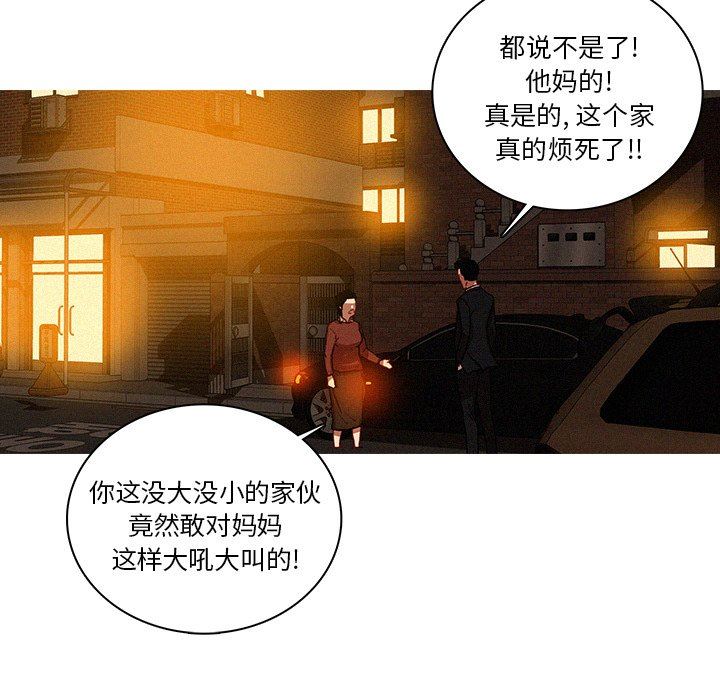 都说不是了!
他妈的!
真是的, 这个家
真的烦死了!!
你这没大没小的家伙
竟然敢对妈妈
这样大吼大叫的!